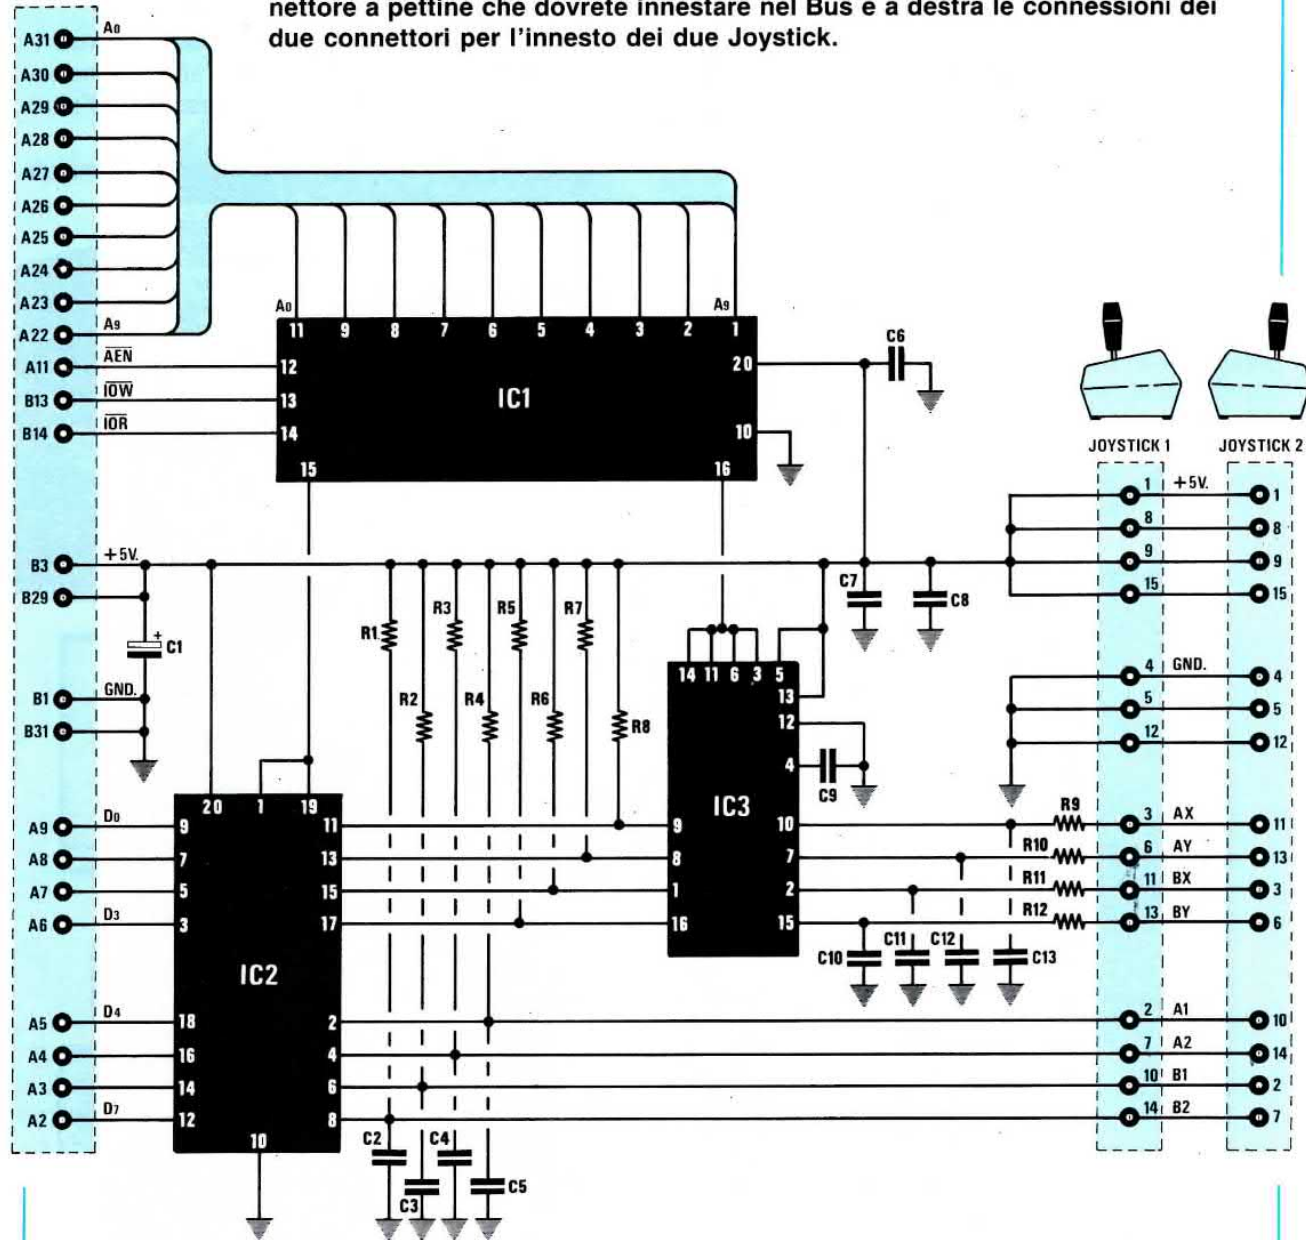 nettore a pettine che dovrete innestare nel Bus e a destra le connessioni dei
due connettori per l'innesto dei due Joystick.
A31 A0
A30
A29
A28
A27
A26
A25
A24
A23
A22 A9
A11 AEN
B13 IOW
B14 IOR
A0 A9
11 9 8 7 6 5 4 3 2 1
12 20
13 IC1
14 10
15 16
C6
JOYSTICK 1 JOYSTICK 2
1 +5V. 1
8 8
9 9
15 15
B3 +5V.
B29
+ C1
B1 GND.
B31
R1 R3 R5 R7
R2 R4 R6 R8
C7 C8
14 11 6 3 5
13
12
4 C9
IC3
9 10
8 7
1 2
16 15
4 GND. 4
5 5
12 12
R9 3 AX 11
R10 6 AY 13
R11 11 BX 3
R12 13 BY 6
C10 C11 C12 C13
20 1 19
A9 D0 9 11
A8 7 13
A7 5 15
A6 D3 3 17
IC2
A5 D4 18 2
A4 16 4
A3 14 6
A2 D7 12 8
10
2 A1 10
7 A2 14
10 B1 2
14 B2 7
C2 C4
C3 C5